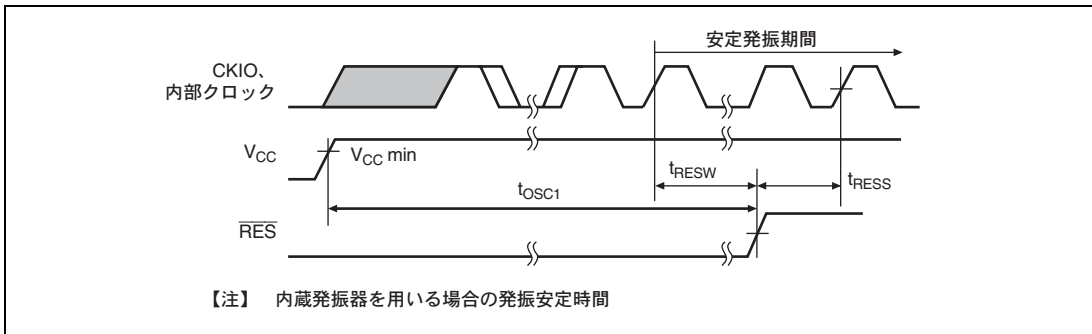 安定発振期間
CKIO、
内部クロック
VCC
VCC min
tRESW
tRESS
tOSC1
RES
【注】 内蔵発振器を用いる場合の発振安定時間